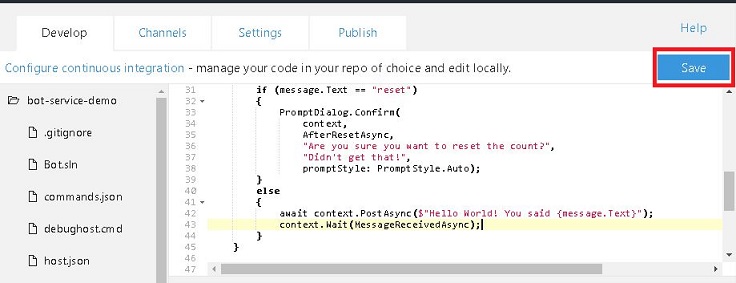 Develop
Channels
Settings
Publish
Help
Configure continuous integration - manage your code in your repo of choice and edit locally.
Save
bot-service-demo
.gitignore
Bot.sln
commands.json
debughost.cmd
host.json
31 if (message.Text == "reset")
32 {
33 PromptDialog.Confirm(
34 context,
35 AfterResetAsync,
36 "Are you sure you want to reset the count?",
37 "Didn't get that!",
38 promptStyle: PromptStyle.Auto);
39 }
40 else
41 {
42 await context.PostAsync($"Hello World! You said {message.Text}");
43 context.Wait(MessageReceivedAsync);
44 }
45 }
46
47